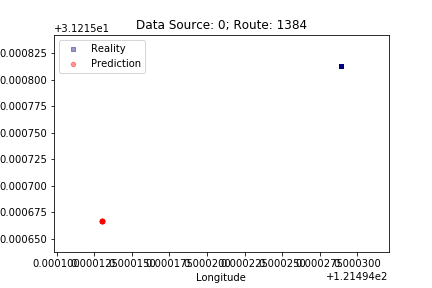 Data Source: 0; Route: 1384
+3.1215e1
Reality
Prediction
0.000825
0.000800
0.000775
0.000750
0.000725
0.000700
0.000675
0.000650
0.000100 0.000125 0.000150 0.000175 0.000200 0.000225 0.000250 0.000275 0.000300
Longitude
+1.21494e2